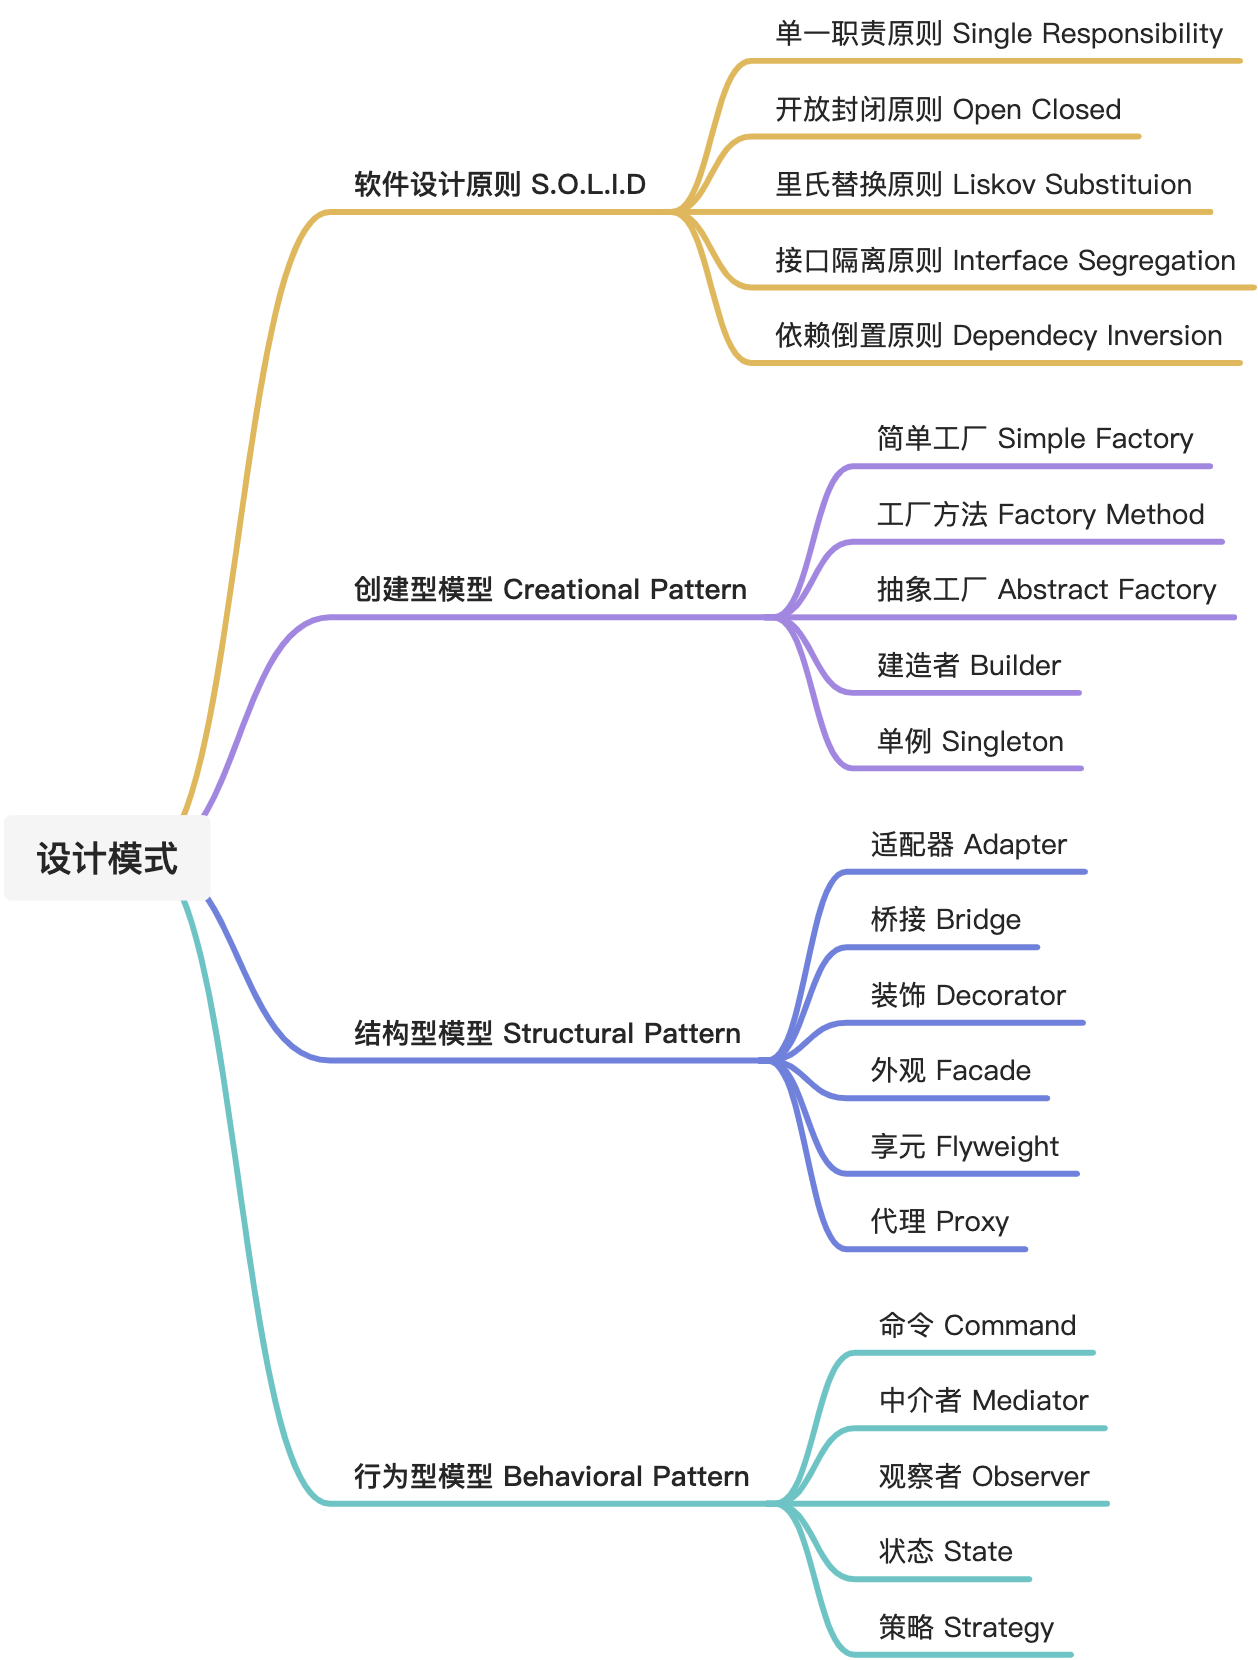 设计模式
软件设计原则 S.O.L.I.D
单一职责原则 Single Responsibility
开放封闭原则 Open Closed
里氏替换原则 Liskov Substituion
接口隔离原则 Interface Segregation
依赖倒置原则 Dependecy Inversion
创建型模型 Creational Pattern
简单工厂 Simple Factory
工厂方法 Factory Method
抽象工厂 Abstract Factory
建造者 Builder
单例 Singleton
结构型模型 Structural Pattern
适配器 Adapter
桥接 Bridge
装饰 Decorator
外观 Facade
享元 Flyweight
代理 Proxy
行为型模型 Behavioral Pattern
命令 Command
中介者 Mediator
观察者 Observer
状态 State
策略 Strategy